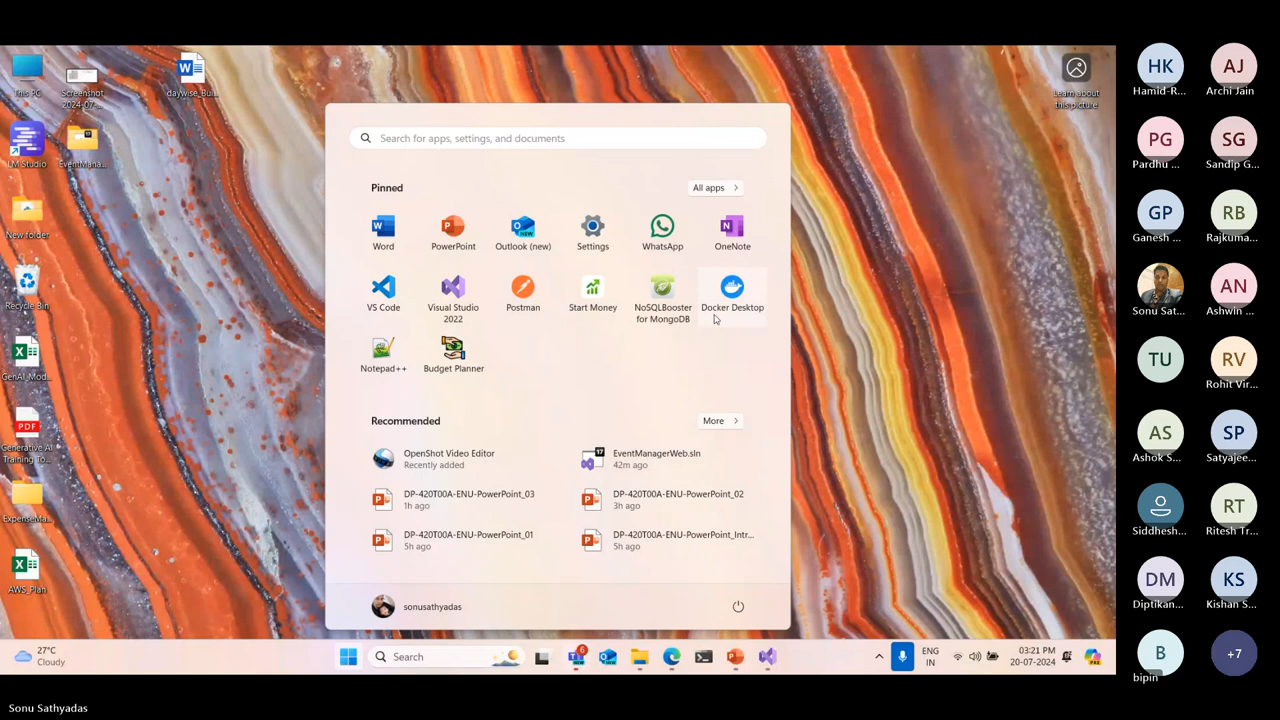 This PC
Screenshot
2024-07-...
daywise_Bui...
Learn about
this picture
LM Studio
EventMana...
New folder
Recycle Bin
GenAI_Mod...
PDF
Generative AI
Training To...
ExpenseMa...
AWS_Plan
Search for apps, settings, and documents
Pinned
All apps
Word
PowerPoint
Outlook (new)
Settings
WhatsApp
OneNote
VS Code
Visual Studio
2022
Postman
Start Money
NoSQLBooster
for MongoDB
Docker Desktop
Notepad++
Budget Planner
Recommended
More
OpenShot Video Editor
Recently added
EventManagerWeb.sln
42m ago
DP-420T00A-ENU-PowerPoint_03
1h ago
DP-420T00A-ENU-PowerPoint_02
3h ago
DP-420T00A-ENU-PowerPoint_01
5h ago
DP-420T00A-ENU-PowerPoint_Intr...
5h ago
sonusathyadas
27°C
Cloudy
Search
6
ENG
IN
03:21 PM
20-07-2024
HK
Hamid-R...
AJ
Archi Jain
PG
Pardhu ...
SG
Sandip G...
GP
Ganesh ...
RB
Rajkuma...
Sonu Sat...
AN
Ashwin ...
TU
RV
Rohit Vir...
AS
Ashok S...
SP
Satyajee...
Siddhesh...
RT
Ritesh Tr...
DM
Diptikan...
KS
Kishan S...
B
bipin
+7
Sonu Sathyadas